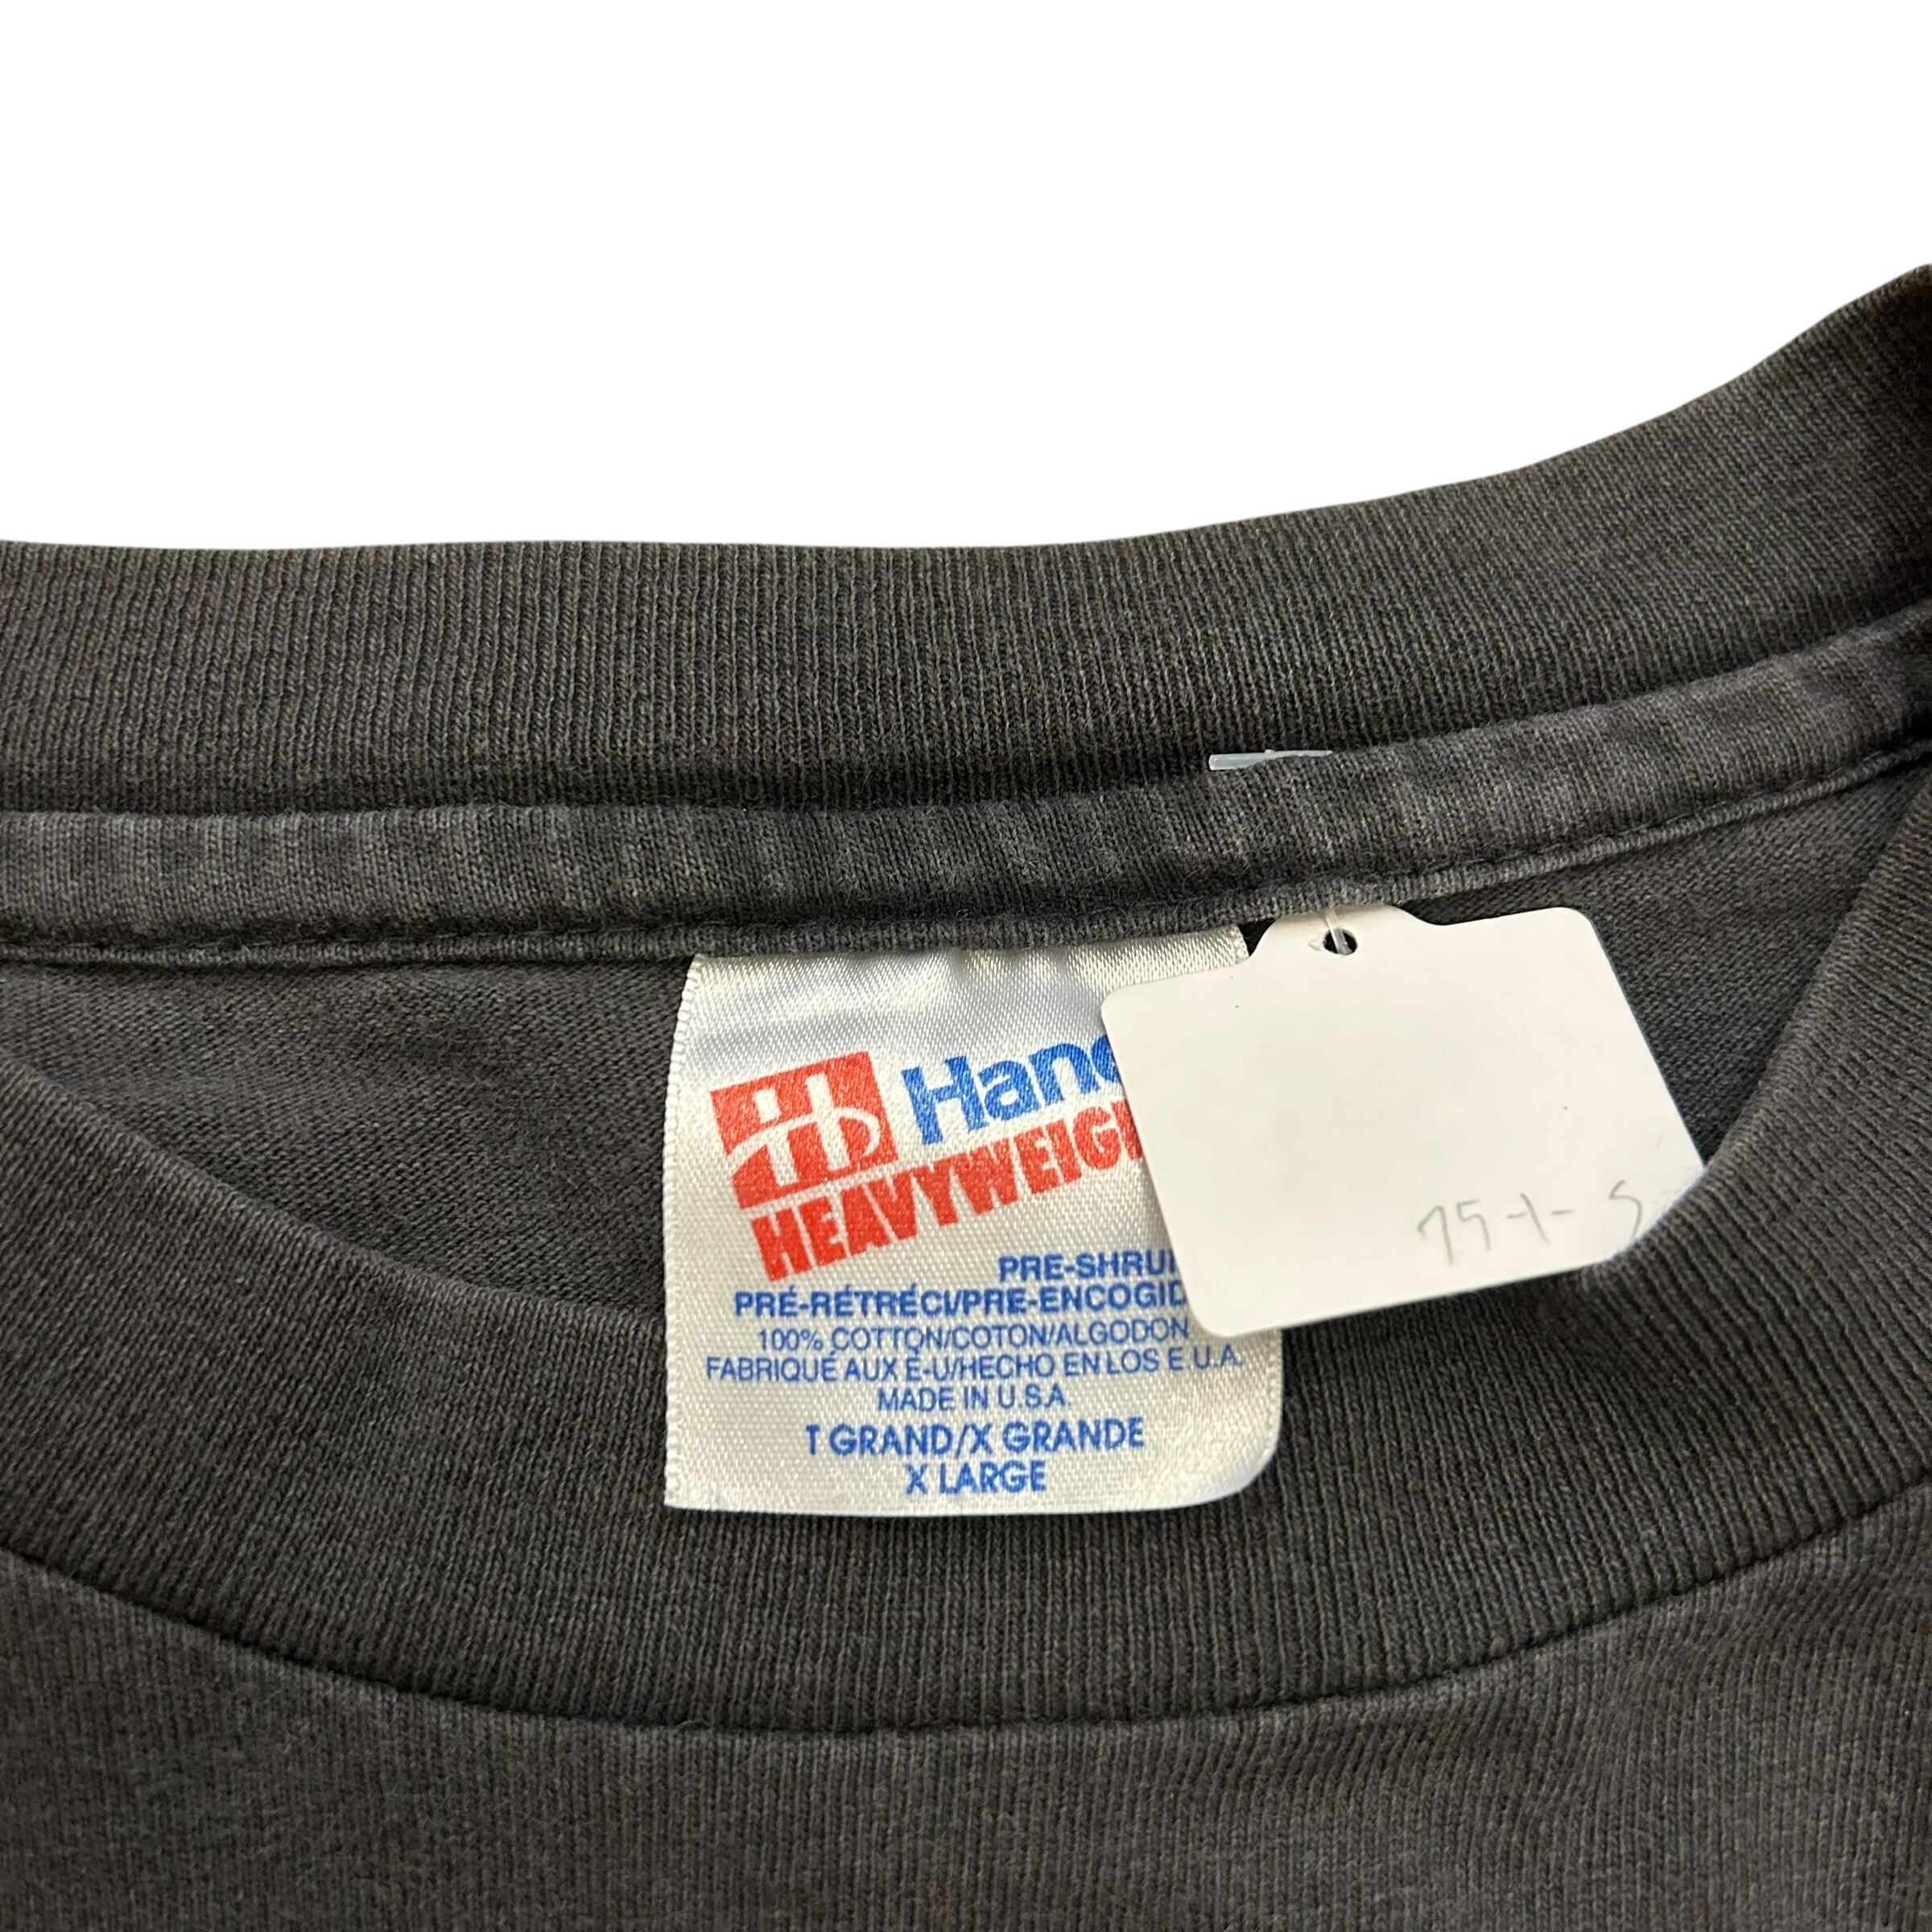 Hane
HEAVYWEIGH
PRE-SHRUN
PRÉ-RÉTRÉCI/PRE-ENCOGID
100% COTTON/COTON/ALGODON
FABRIQUÉ AUX É-U/HECHO EN LOS E.U.A.
MADE IN U.S.A.
T GRAND/X GRANDE
X LARGE